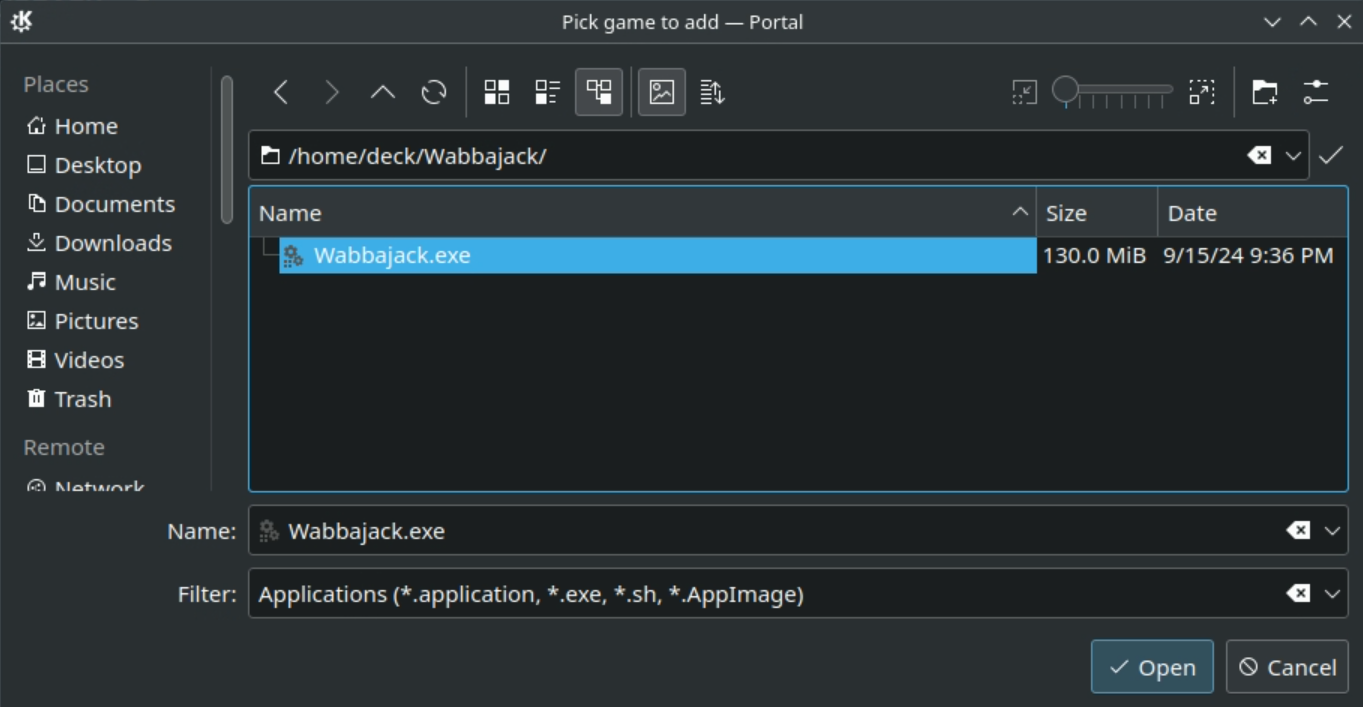 Pick game to add — Portal
Places
Home
Desktop
Documents
Downloads
Music
Pictures
Videos
Trash
Remote
Network
/home/deck/Wabbajack/
Name Size Date
Wabbajack.exe 130.0 MiB 9/15/24 9:36 PM
Name: Wabbajack.exe
Filter: Applications (*.application, *.exe, *.sh, *.AppImage)
Open Cancel